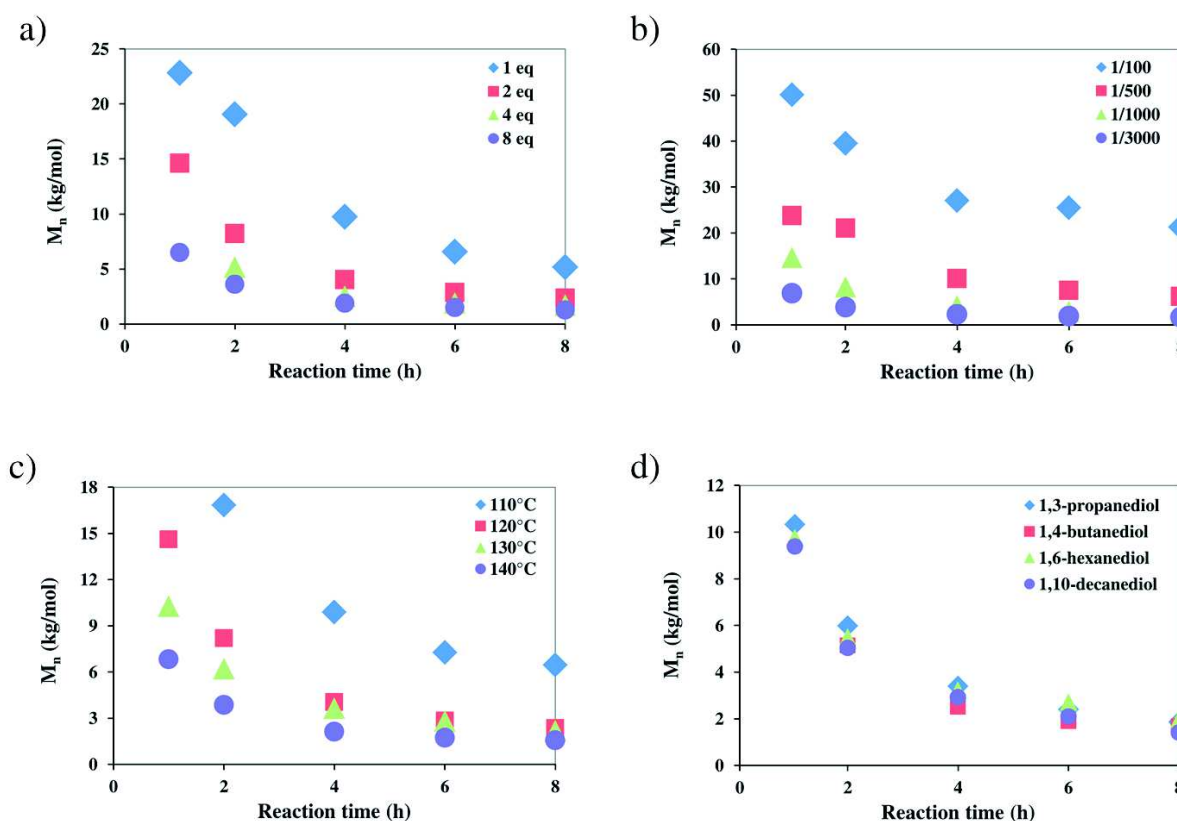 a)
25
20
15
10
5
0
0 2 4 6 8
Mn (kg/mol)
Reaction time (h)
1 eq
2 eq
4 eq
8 eq
b)
60
50
40
30
20
10
0
0 2 4 6 8
Mn (kg/mol)
Reaction time (h)
1/100
1/500
1/1000
1/3000
c)
18
15
12
9
6
3
0
0 2 4 6 8
Mn (kg/mol)
Reaction time (h)
110°C
120°C
130°C
140°C
d)
12
10
8
6
4
2
0
0 2 4 6 8
Mn (kg/mol)
Reaction time (h)
1,3-propanediol
1,4-butanediol
1,6-hexanediol
1,10-decanediol